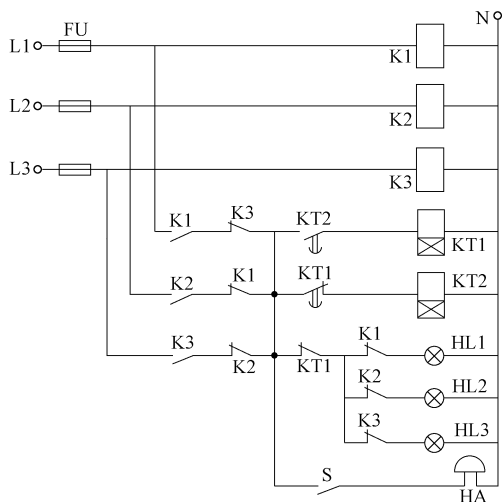 N
FU
L1
K1
L2
K2
L3
K3
K1 K3 KT2
KT1
K2 K1 KT1 KT2
K3 K2 KT1 K1 HL1
K2 HL2
K3 HL3
S
HA